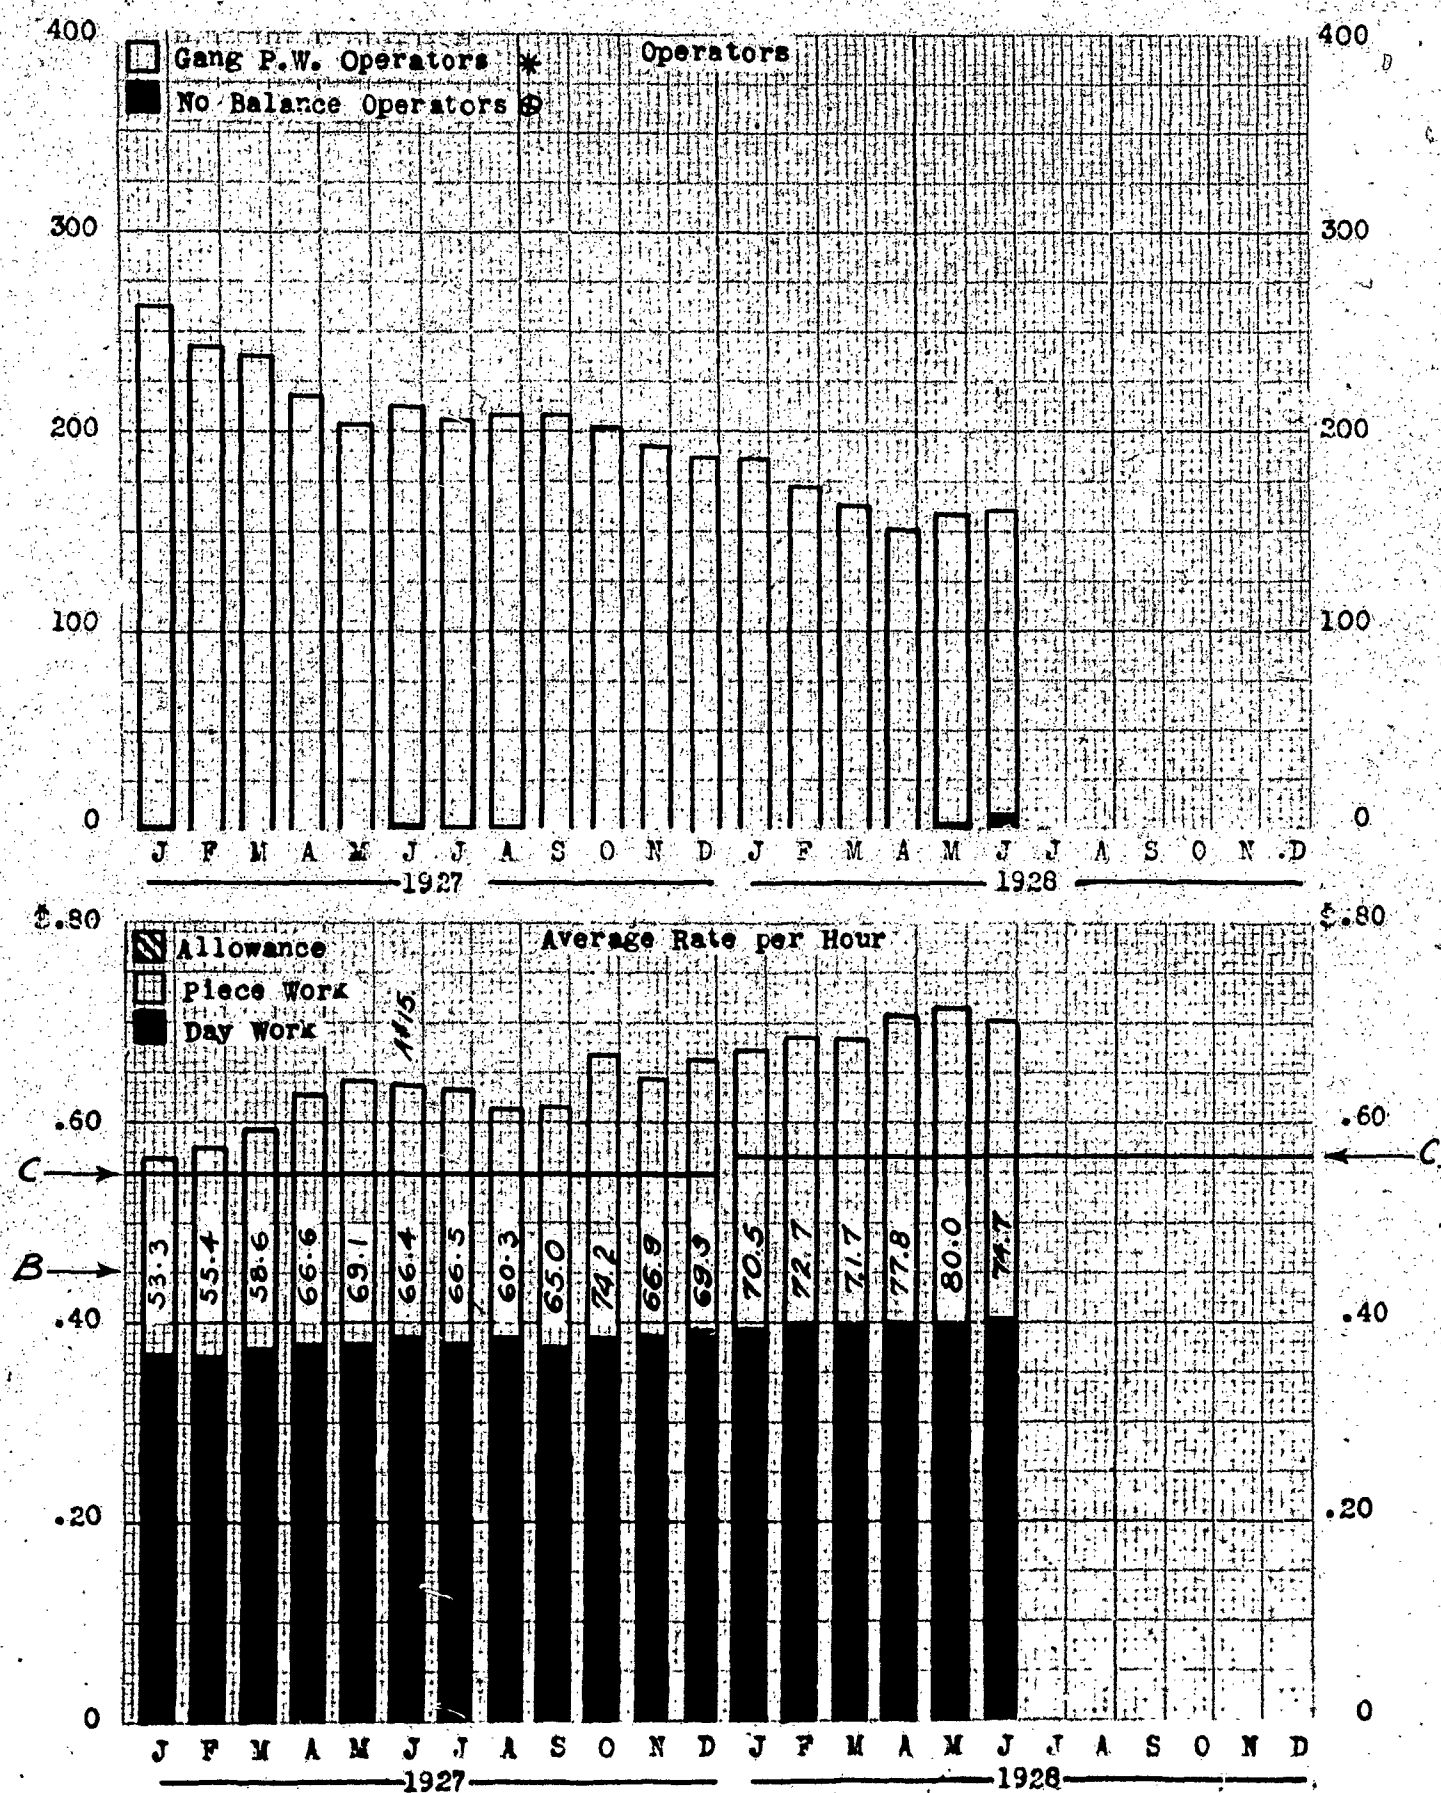 400 Gang P.W. Operators * Operators 400
No Balance Operators ⊕
300 300
200 200
100 100
0 0
J F M A M J J A S O N D J F M A M J J A S O N D
1927 1928
$.80 Allowance Average Rate per Hour $.80
Piece Work
Day Work
.60 .60
C C
B
53.3 55.4 58.6 66.6 69.1 66.4 66.5 60.3 65.0 74.2 66.9 69.9 70.5 72.7 71.7 77.8 80.0 74.7
.40 .40
.20 .20
0 0
J F M A M J J A S O N D J F M A M J J A S O N D
1927 1928